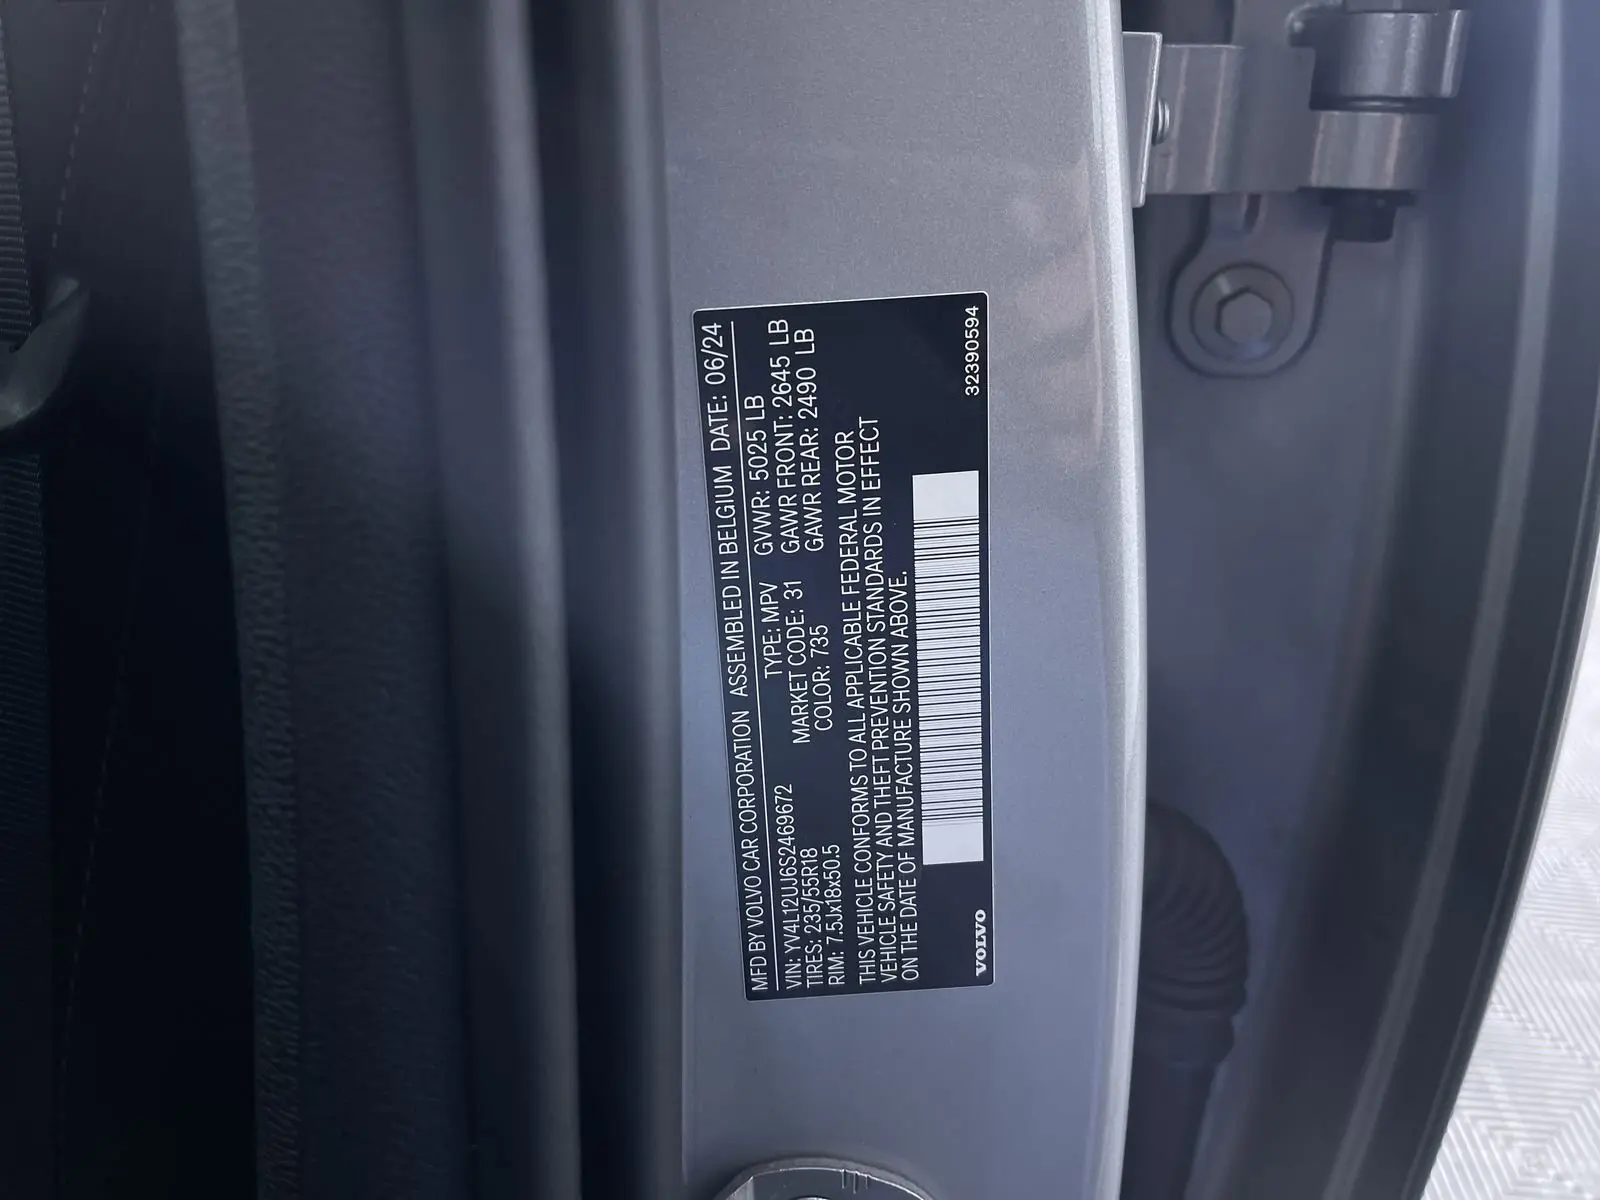 MFD BY VOLVO CAR CORPORATION ASSEMBLED IN BELGIUM DATE: 06/24
VIN: YV4L12UJ6S2469672 TYPE: MPV GVWR: 5025 LB
TIRES: 235/55R18 MARKET CODE: 31 GAWR FRONT: 2645 LB
RIM: 7.5Jx18x50.5 COLOR: 735 GAWR REAR: 2490 LB
THIS VEHICLE CONFORMS TO ALL APPLICABLE FEDERAL MOTOR
VEHICLE SAFETY AND THEFT PREVENTION STANDARDS IN EFFECT
ON THE DATE OF MANUFACTURE SHOWN ABOVE.
VOLVO 32390594